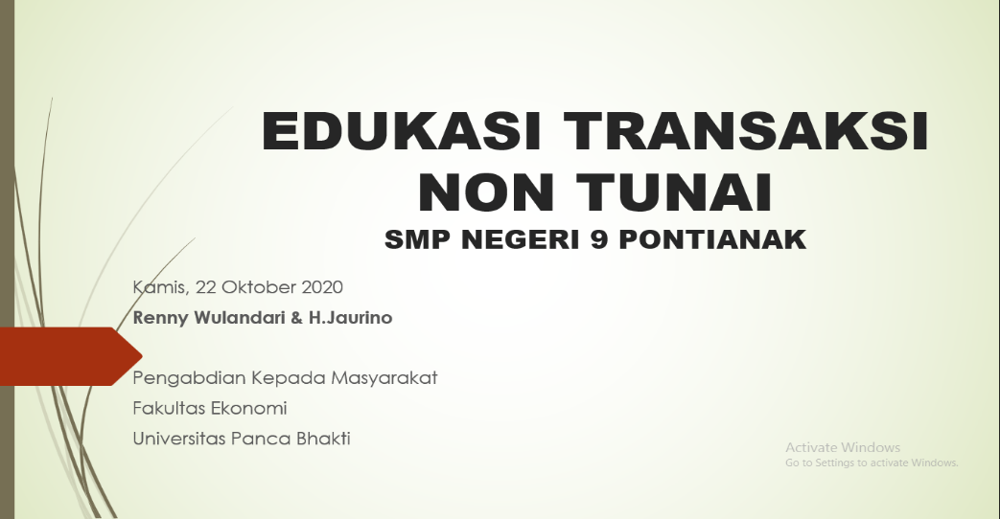 EDUKASI TRANSAKSI
NON TUNAI
SMP NEGERI 9 PONTIANAK
Kamis, 22 Oktober 2020
Renny Wulandari & H.Jaurino
Pengabdian Kepada Masyarakat
Fakultas Ekonomi
Universitas Panca Bhakti
Activate Windows
Go to Settings to activate Windows.